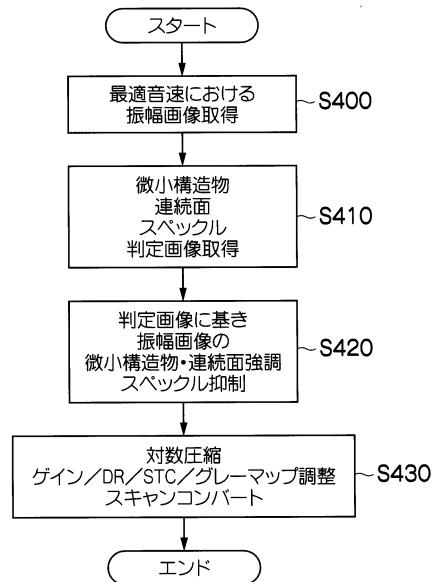 スタート
最適音速における
振幅画像取得
S400
微小構造物
連続面
スペックル
判定画像取得
S410
判定画像に基き
振幅画像の
微小構造物・連続面強調
スペックル抑制
S420
対数圧縮
ゲイン/DR/STC/グレーマップ調整
スキャンコンバート
S430
エンド